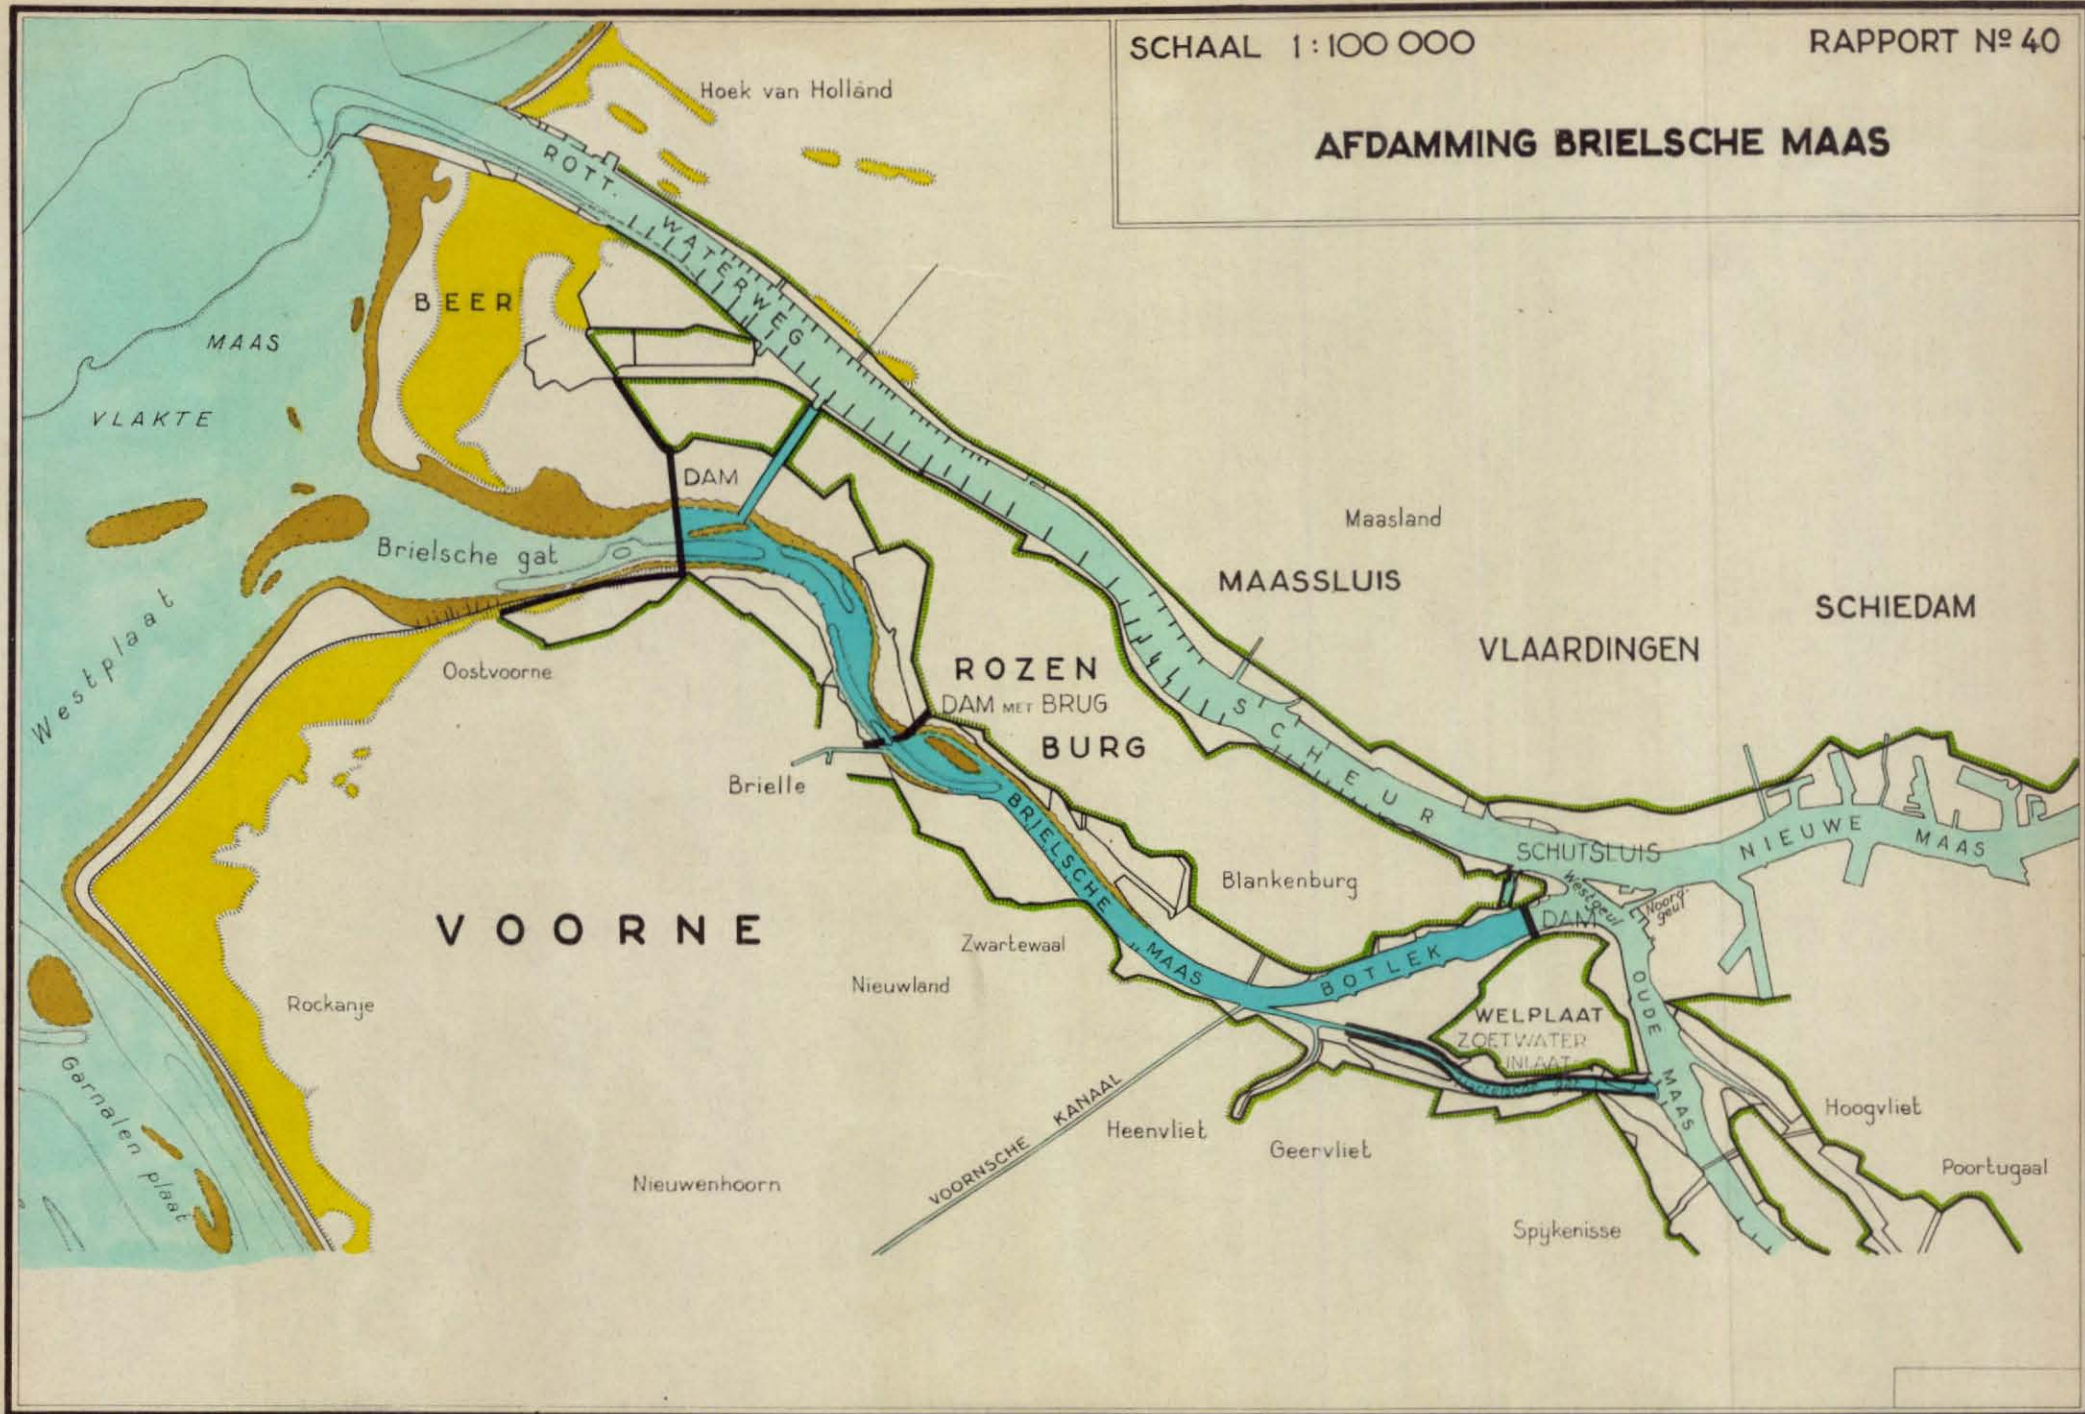 SCHAAL 1:100 000
RAPPORT Nº 40
AFDAMMING BRIELSCHE MAAS
Hoek van Holland
ROTT. WATERWEG
BEER
MAAS
VLAKTE
DAM
Brielsche gat
Maasland
MAASSLUIS
SCHIEDAM
VLAARDINGEN
Westplaat
Oostvoorne
ROZEN
DAM MET BRUG
BURG
SCHEUR
Brielle
BRIELSCHE MAAS
SCHUTSLUIS
NIEUWE MAAS
Blankenburg
Westgeul
Noorg-
geul
DAM
VOORNE
Zwartewaal
Nieuwland
BOTLEK
OUDE MAAS
Rockanje
WELPLAAT
ZOETWATER
INLAAT
Garnalen plaat
VOORNSCHE KANAAL
Heenvliet
Geervliet
Hoogvliet
Poortugaal
Nieuwenhoorn
Spijkenisse